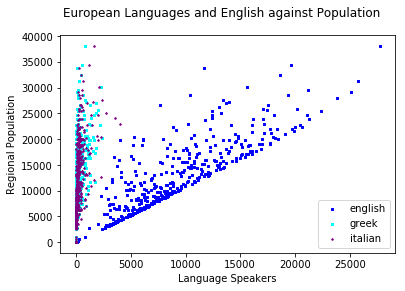 European Languages and English against Population
40000
35000
30000
25000
20000
15000
10000
5000
0
Regional Population
english
greek
italian
0 5000 10000 15000 20000 25000
Language Speakers